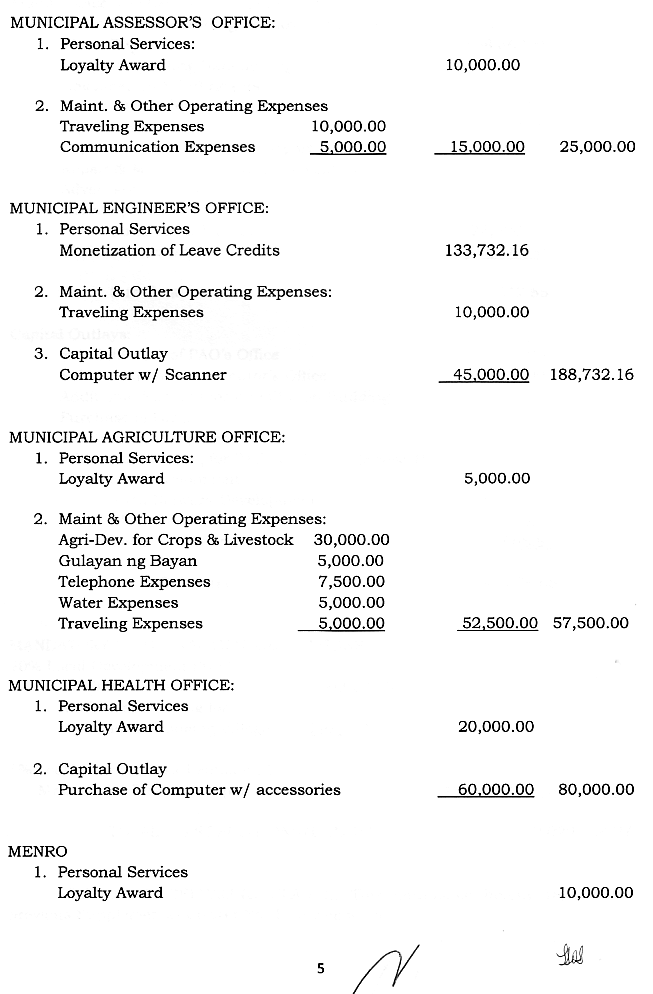 MUNICIPAL ASSESSOR'S OFFICE:
1. Personal Services:
Loyalty Award 10,000.00
2. Maint. & Other Operating Expenses
Traveling Expenses 10,000.00
Communication Expenses 5,000.00 15,000.00 25,000.00
MUNICIPAL ENGINEER'S OFFICE:
1. Personal Services
Monetization of Leave Credits 133,732.16
2. Maint. & Other Operating Expenses:
Traveling Expenses 10,000.00
3. Capital Outlay
Computer w/ Scanner 45,000.00 188,732.16
MUNICIPAL AGRICULTURE OFFICE:
1. Personal Services:
Loyalty Award 5,000.00
2. Maint & Other Operating Expenses:
Agri-Dev. for Crops & Livestock 30,000.00
Gulayan ng Bayan 5,000.00
Telephone Expenses 7,500.00
Water Expenses 5,000.00
Traveling Expenses 5,000.00 52,500.00 57,500.00
MUNICIPAL HEALTH OFFICE:
1. Personal Services
Loyalty Award 20,000.00
2. Capital Outlay
Purchase of Computer w/ accessories 60,000.00 80,000.00
MENRO
1. Personal Services
Loyalty Award 10,000.00
5